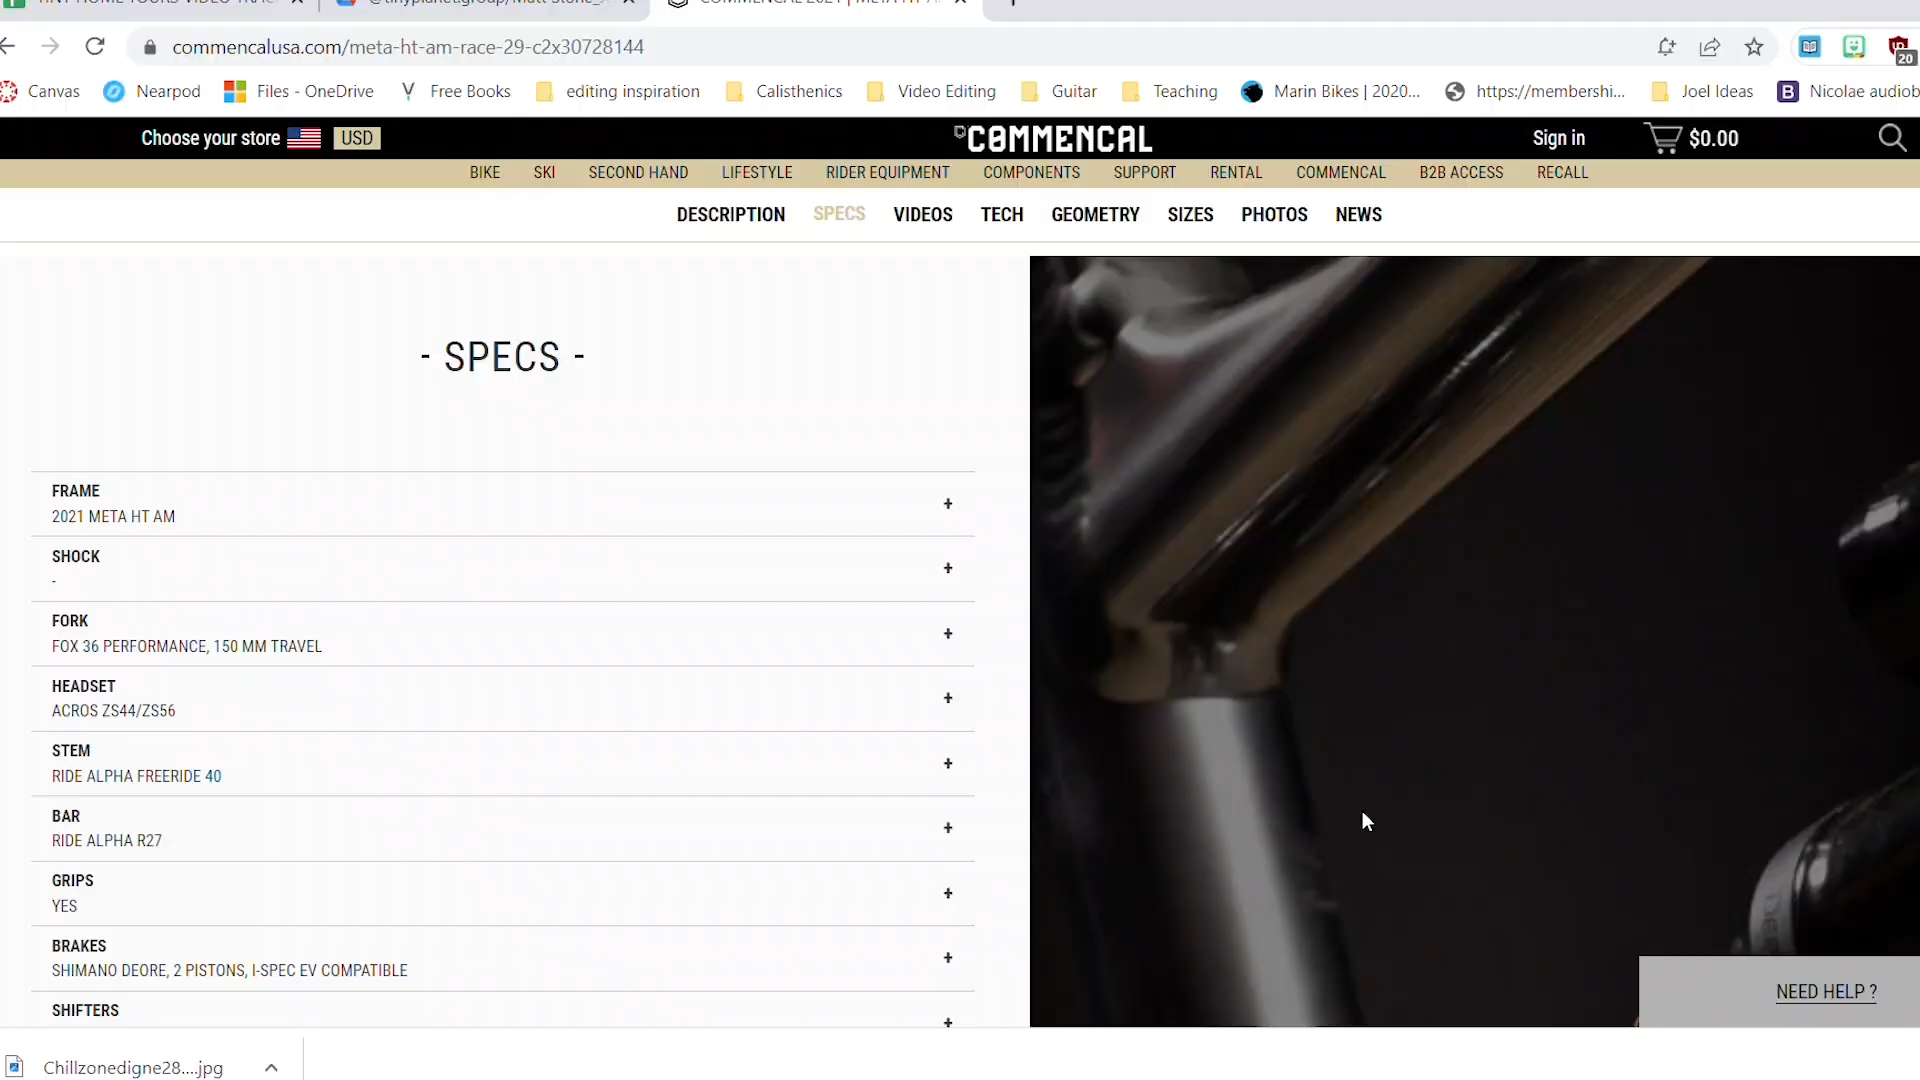 commencalusa.com/meta-ht-am-race-29-c2x30728144
20
Canvas Nearpod Files - OneDrive Free Books editing inspiration Calisthenics Video Editing Guitar Teaching Marin Bikes | 2020... https://membershi... Joel Ideas B Nicolae audiob
Choose your store USD COMMENCAL Sign in $0.00
BIKE SKI SECOND HAND LIFESTYLE RIDER EQUIPMENT COMPONENTS SUPPORT RENTAL COMMENCAL B2B ACCESS RECALL
DESCRIPTION SPECS VIDEOS TECH GEOMETRY SIZES PHOTOS NEWS
- SPECS -
FRAME
2021 META HT AM
+
SHOCK
-
+
FORK
FOX 36 PERFORMANCE, 150 MM TRAVEL
+
HEADSET
ACROS ZS44/ZS56
+
STEM
RIDE ALPHA FREERIDE 40
+
BAR
RIDE ALPHA R27
+
GRIPS
YES
+
BRAKES
SHIMANO DEORE, 2 PISTONS, I-SPEC EV COMPATIBLE
+
SHIFTERS
+
NEED HELP ?
Chillzonedigne28....jpg